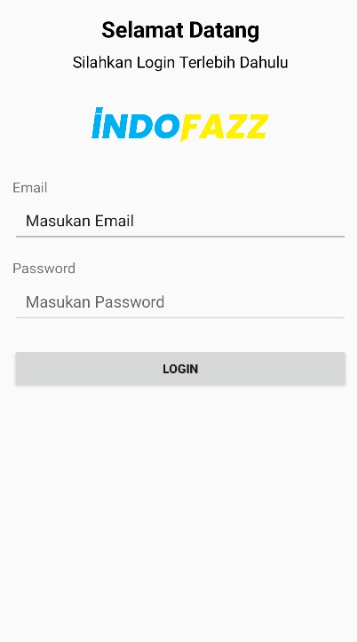 Selamat Datang
Silahkan Login Terlebih Dahulu
INDOFAZZ
Email
Masukan Email
Password
Masukan Password
LOGIN